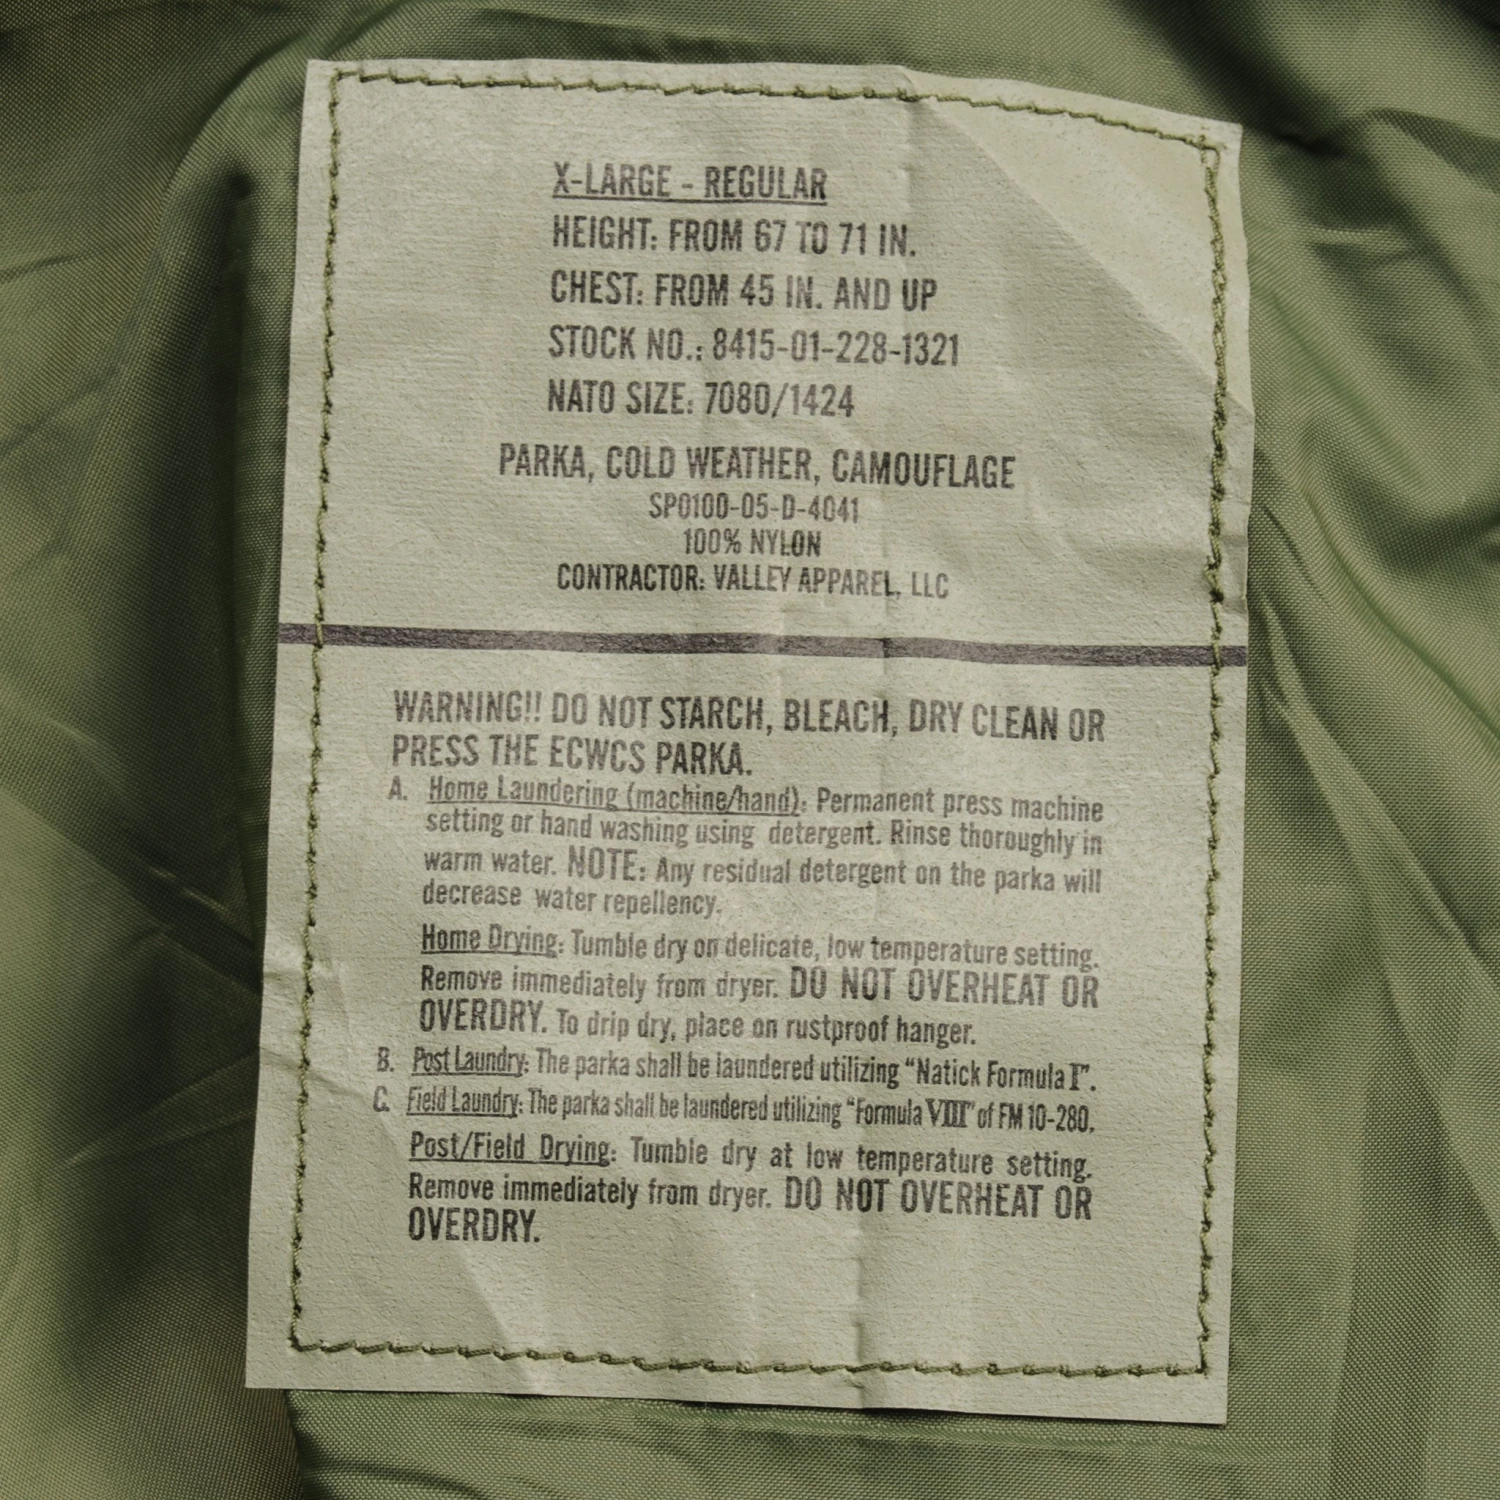 X-LARGE - REGULAR
HEIGHT: FROM 67 TO 71 IN.
CHEST: FROM 45 IN. AND UP
STOCK NO.: 8415-01-228-1321
NATO SIZE: 7080/1424
PARKA, COLD WEATHER, CAMOUFLAGE
SP0100-05-D-4041
100% NYLON
CONTRACTOR: VALLEY APPAREL, LLC
WARNING!! DO NOT STARCH, BLEACH, DRY CLEAN OR
PRESS THE ECWCS PARKA.
A. Home Laundering (machine/hand): Permanent press machine
setting or hand washing using detergent. Rinse thoroughly in
warm water. NOTE: Any residual detergent on the parka will
decrease water repellency.
Home Drying: Tumble dry on delicate, low temperature setting.
Remove immediately from dryer. DO NOT OVERHEAT OR
OVERDRY. To drip dry, place on rustproof hanger.
B. Post Laundry: The parka shall be laundered utilizing "Natick Formula I".
C. Field Laundry: The parka shall be laundered utilizing "Formula VIII" of FM 10-280.
Post/Field Drying: Tumble dry at low temperature setting.
Remove immediately from dryer. DO NOT OVERHEAT OR
OVERDRY.